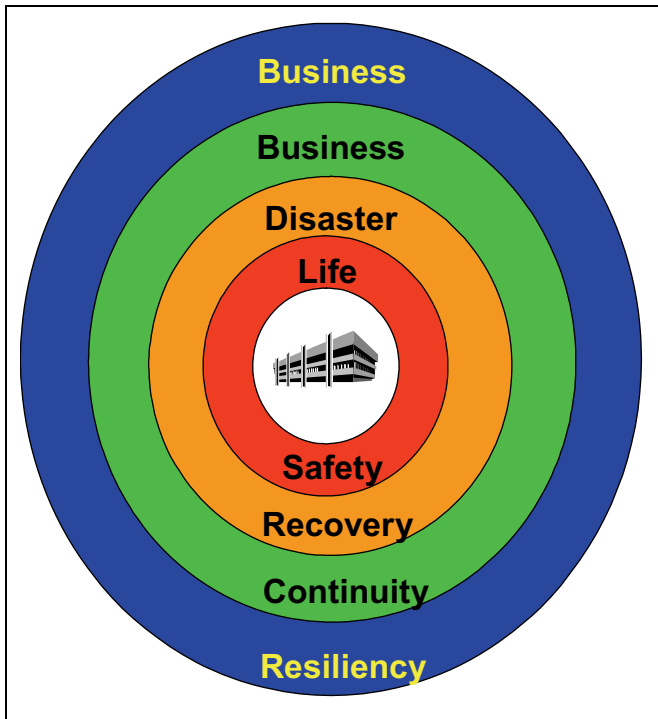 Business
Business
Disaster
Life
Safety
Recovery
Continuity
Resiliency